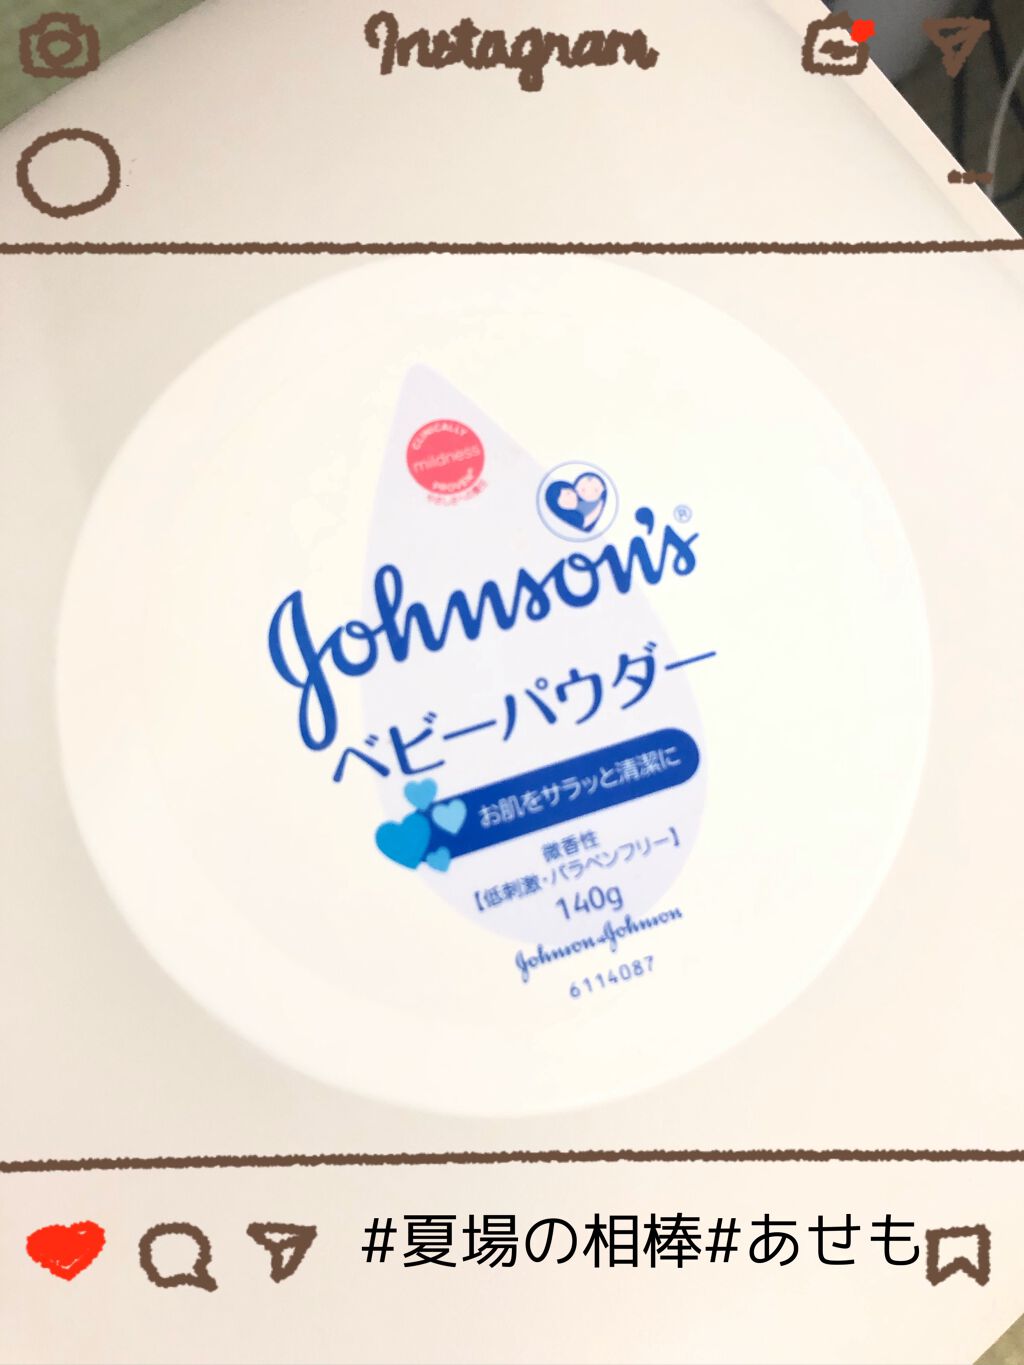 Instagram
CLINICALLY
mildness
PROVEN
Johnson's®
ベビーパウダー
お肌をサラッと清潔に
微香性
【低刺激・パラベンフリー】
140g
Johnson&Johnson
6114087
#夏場の相棒#あせも